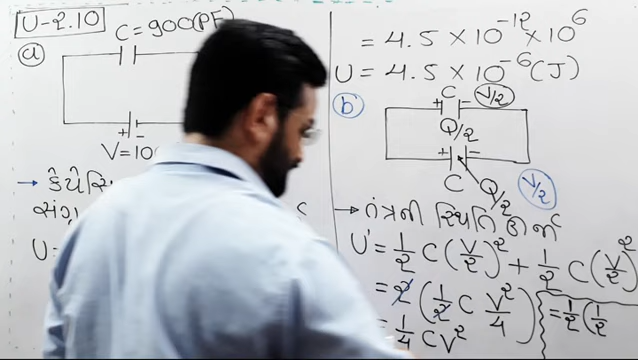 U-2.10
C = 900(PF)
a
+ -
V=10
→ કેપેસિ
સંગ્ર
U=
= 4.5 × 10⁻¹² × 10⁶
U = 4.5 × 10⁻⁶ (J)
b
C
+ - V/2
Q/2
+ -
C Q/2 V/2
→ તંત્રની સ્થિતિ ઊર્જા
U' = 1/2 C (V/2)² + 1/2 C (V/2)²
= 2 (1/2 C V²/4)
= 1/4 CV²
= 1/2 (1/2